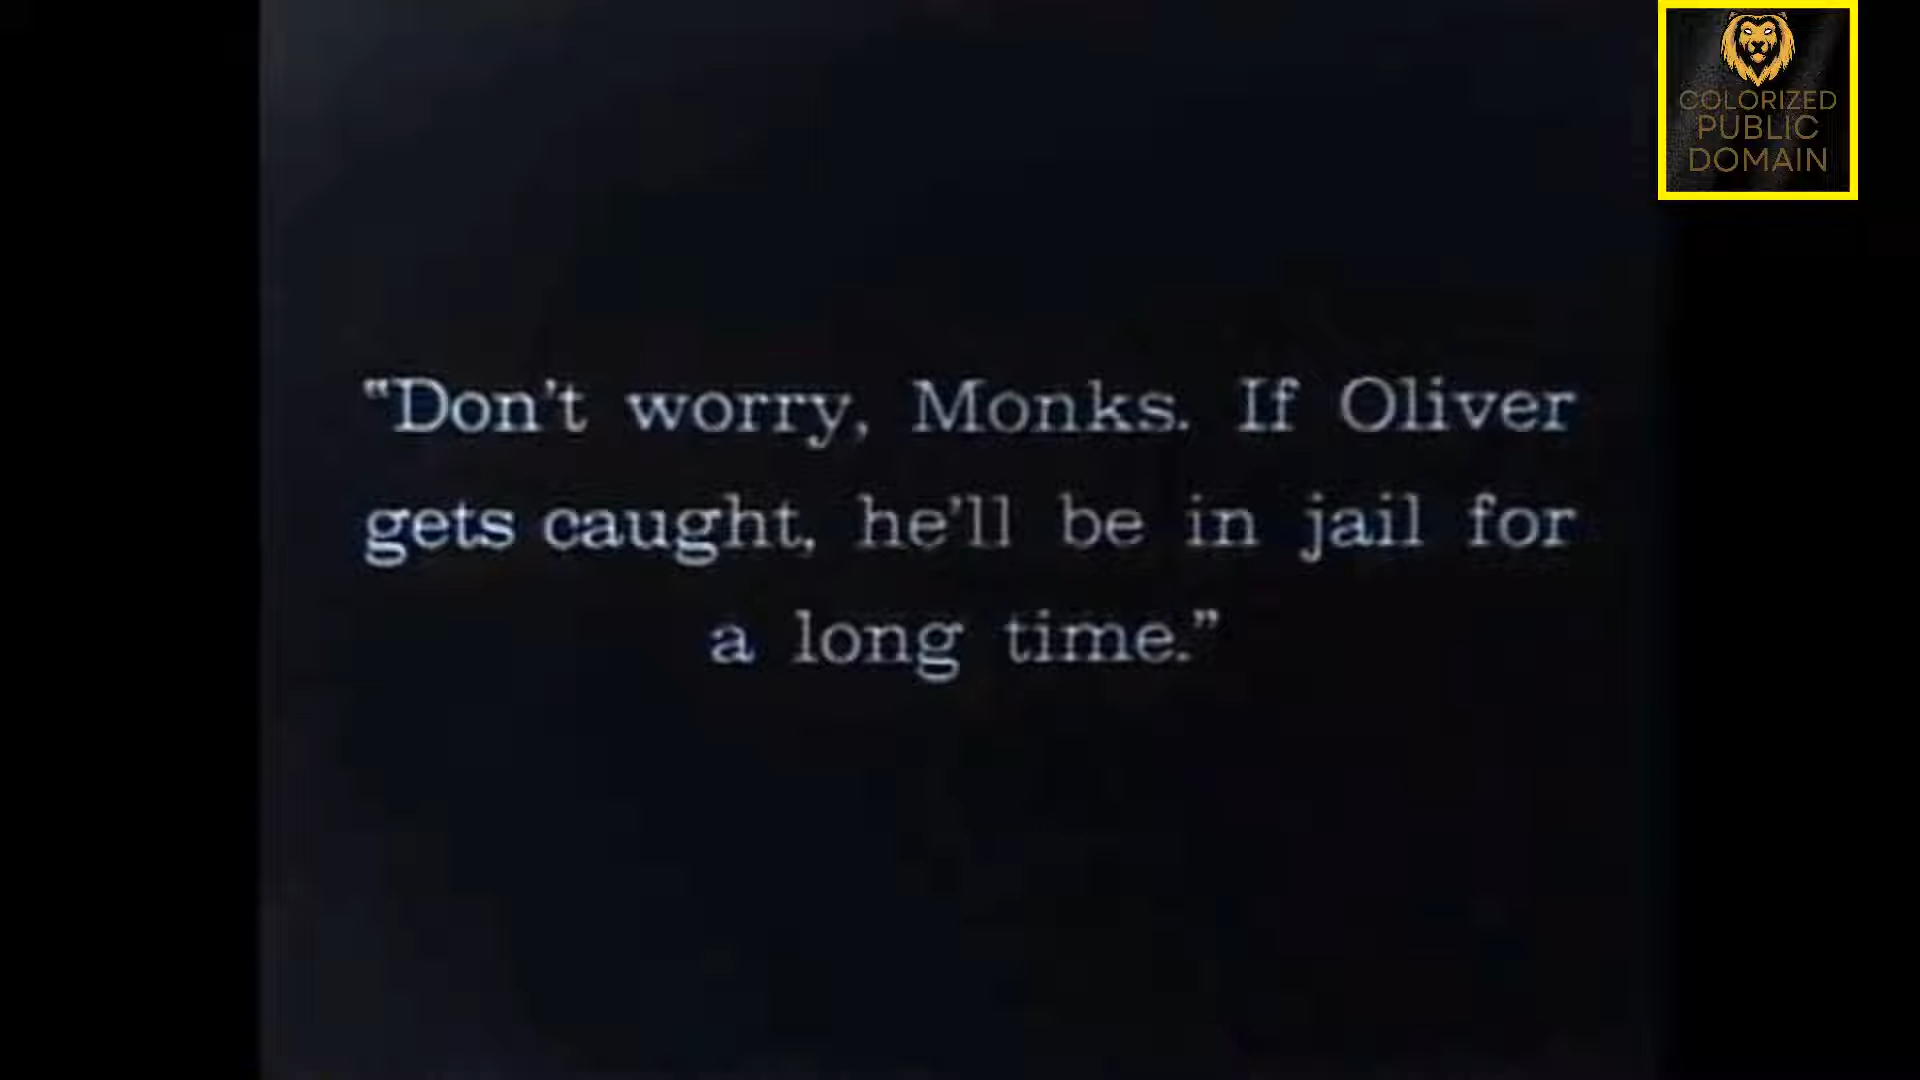 COLORIZED
PUBLIC
DOMAIN
“Don't worry, Monks. If Oliver
gets caught, he'll be in jail for
a long time.”